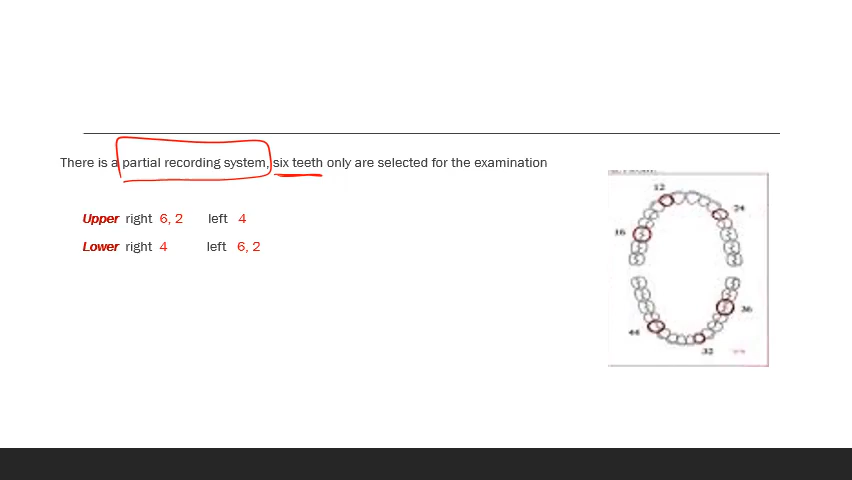 There is a partial recording system, six teeth only are selected for the examination
Upper right 6, 2 left 4
Lower right 4 left 6, 2
12
24
16
36
44
32